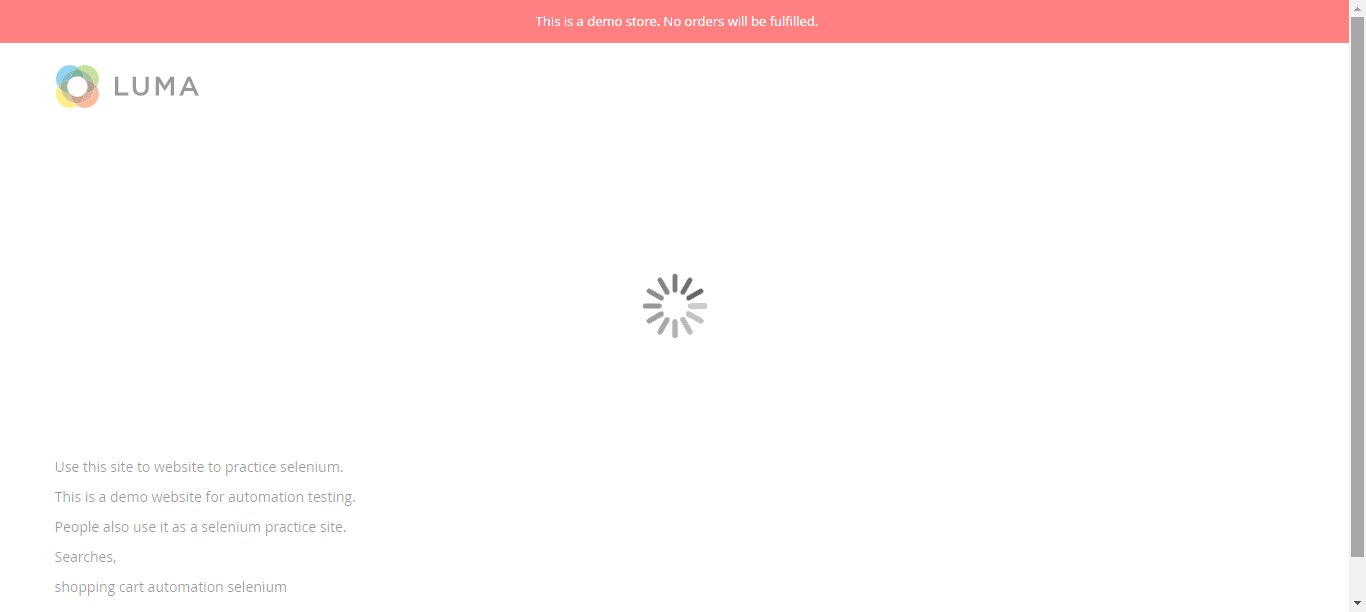 This is a demo store. No orders will be fulfilled.
LUMA
Use this site to website to practice selenium.
This is a demo website for automation testing.
People also use it as a selenium practice site.
Searches,
shopping cart automation selenium